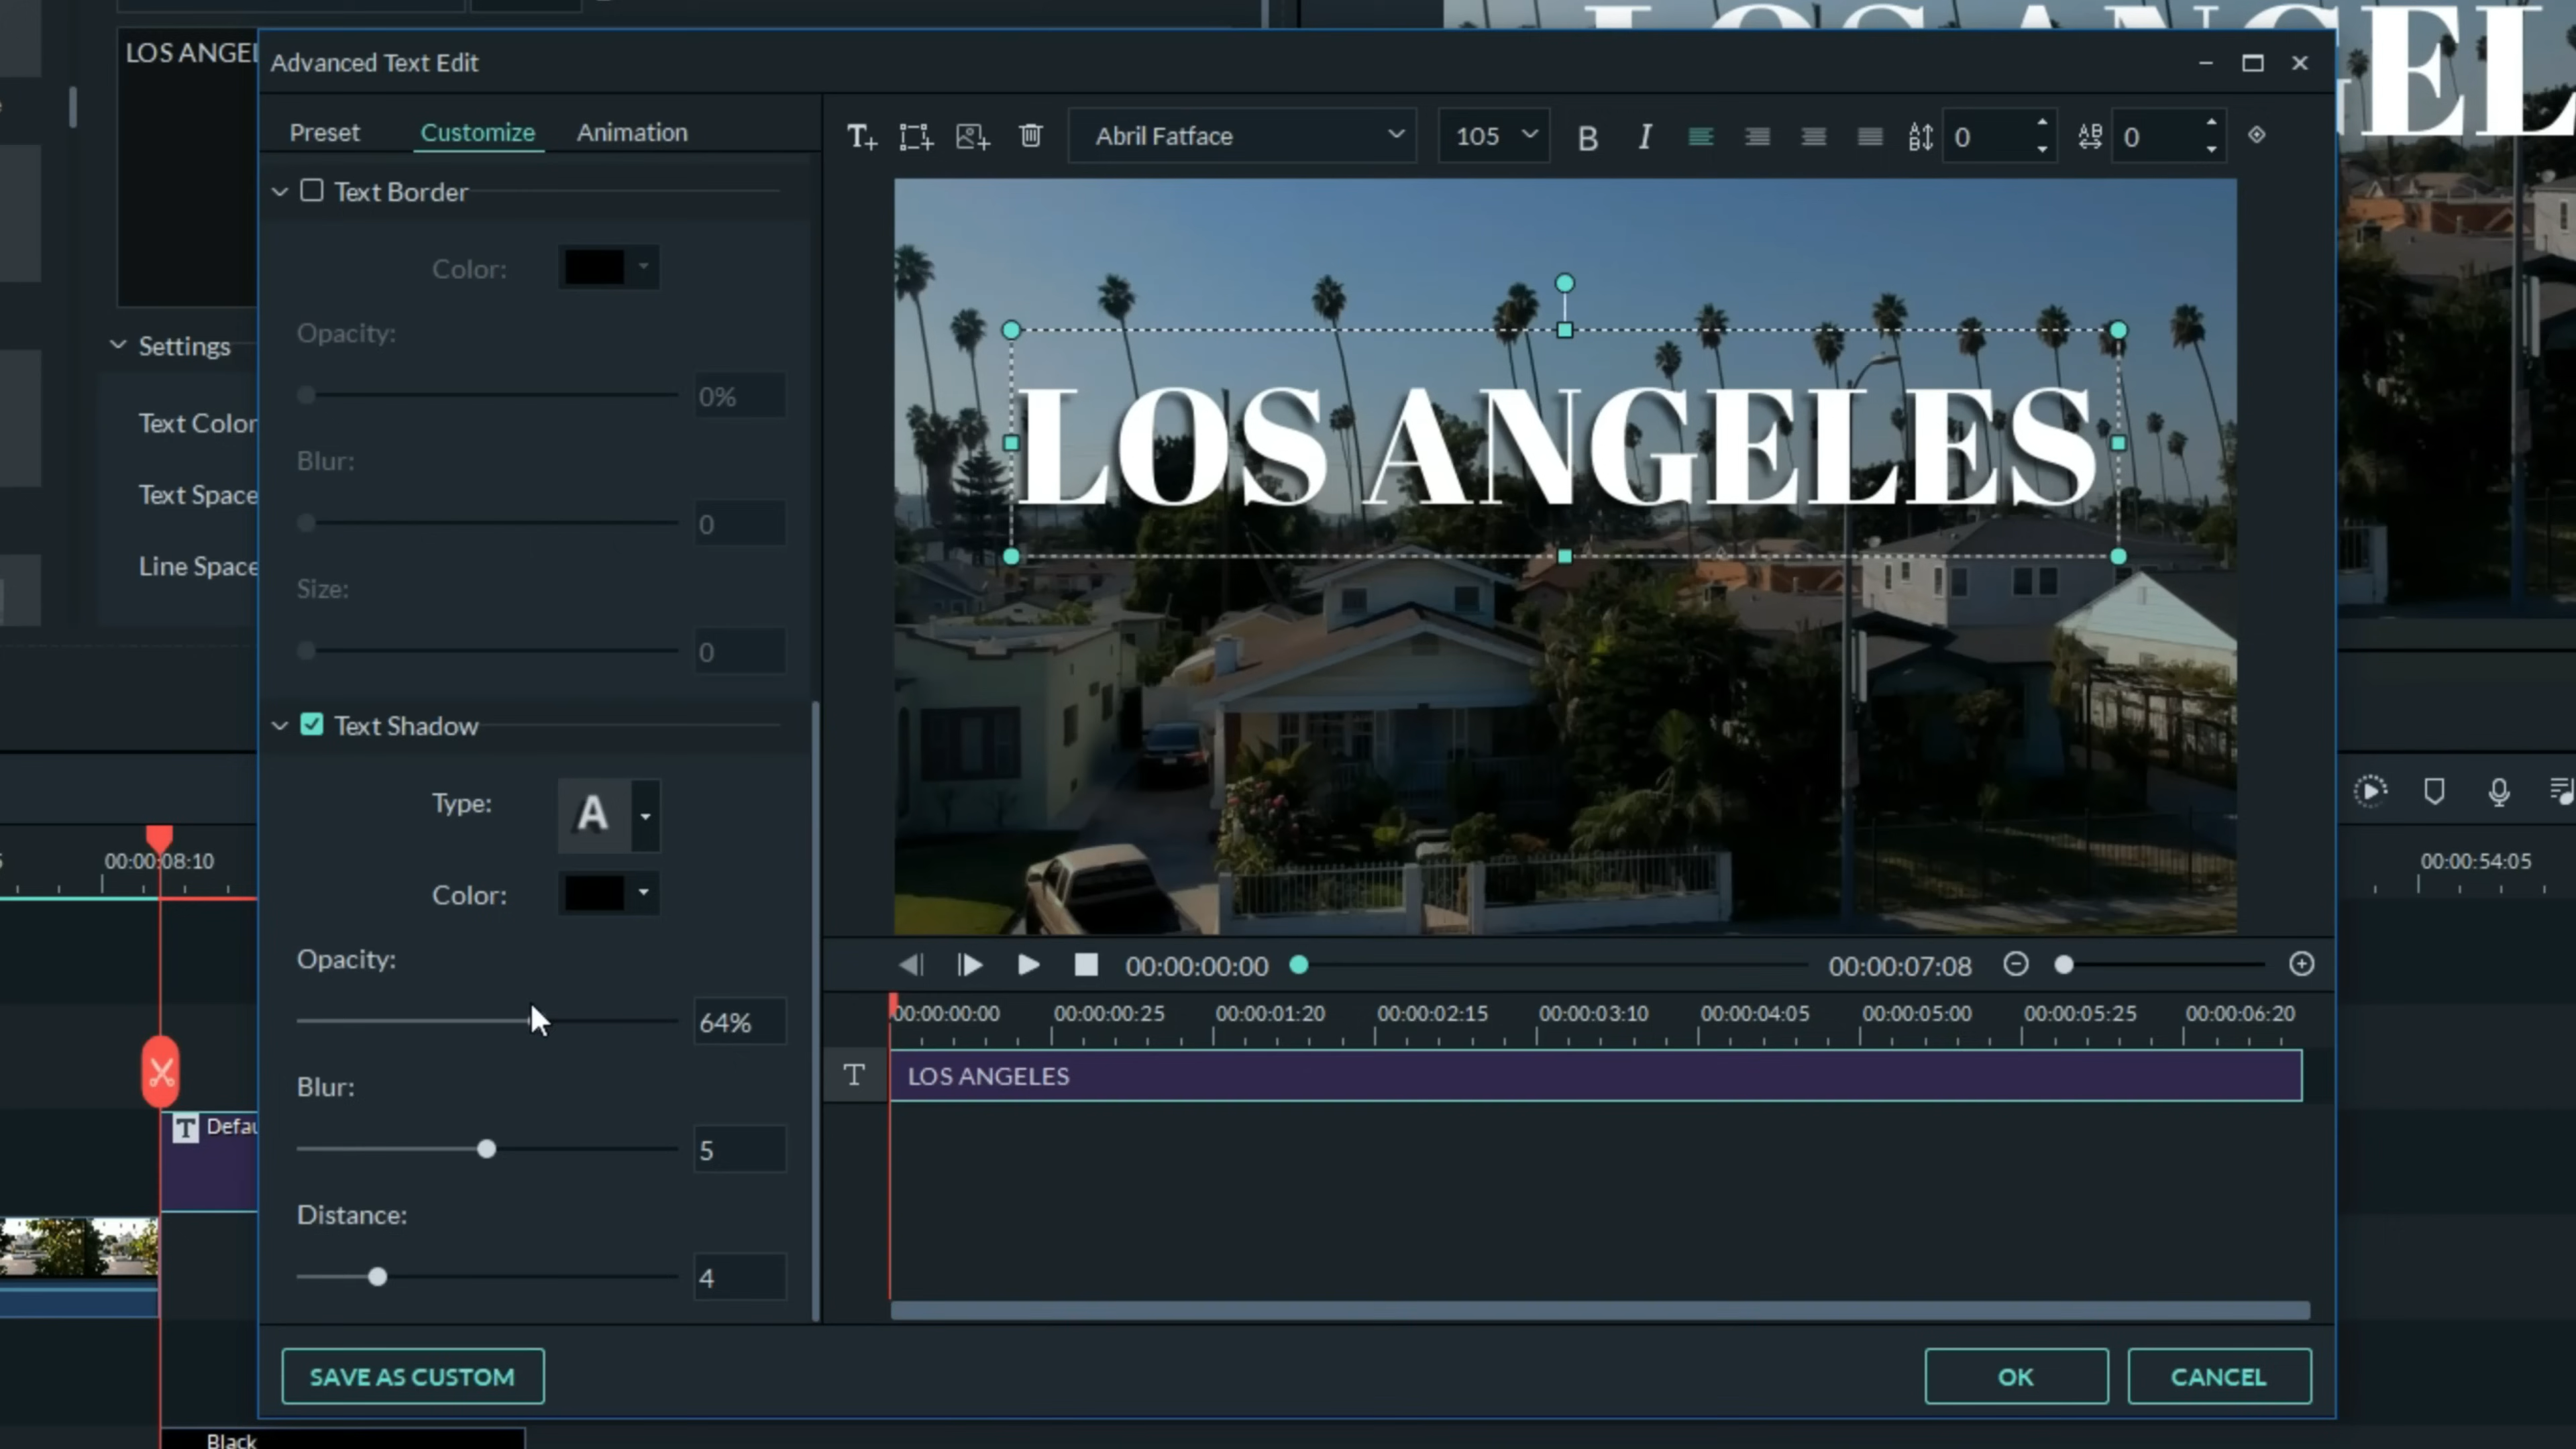 LOS ANGEL
LOS ANGEL
Advanced Text Edit
Preset
Customize
Animation
Abril Fatface
105
B
I
0
0
Text Border
Color:
Opacity:
0%
Blur:
0
Size:
0
Settings
Text Color
Text Space
Line Space
LOS ANGELES
Text Shadow
Type:
A
Color:
Opacity:
64%
Blur:
5
Distance:
4
00:00:00:00
00:00:07:08
00:00:00:00
00:00:00:25
00:00:01:20
00:00:02:15
00:00:03:10
00:00:04:05
00:00:05:00
00:00:05:25
00:00:06:20
T
LOS ANGELES
00:00:08:10
00:00:54:05
T Defau
SAVE AS CUSTOM
OK
CANCEL
Black